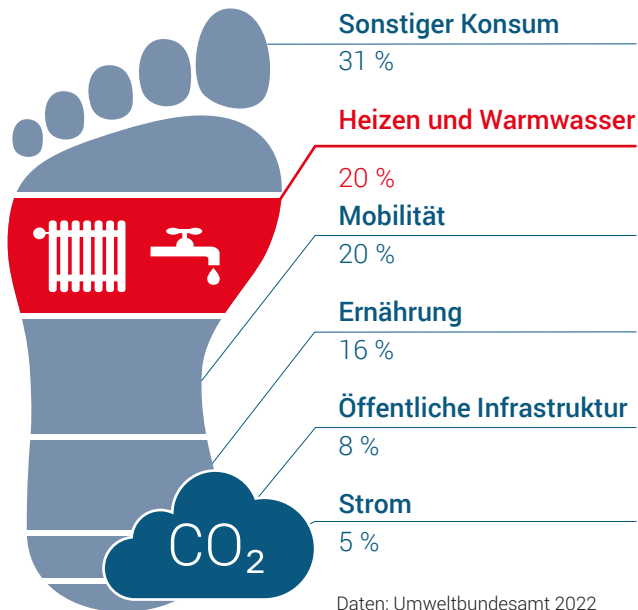 Sonstiger Konsum
31 %
Heizen und Warmwasser
20 %
Mobilität
20 %
Ernährung
16 %
Öffentliche Infrastruktur
8 %
Strom
5 %
CO₂
Daten: Umweltbundesamt 2022